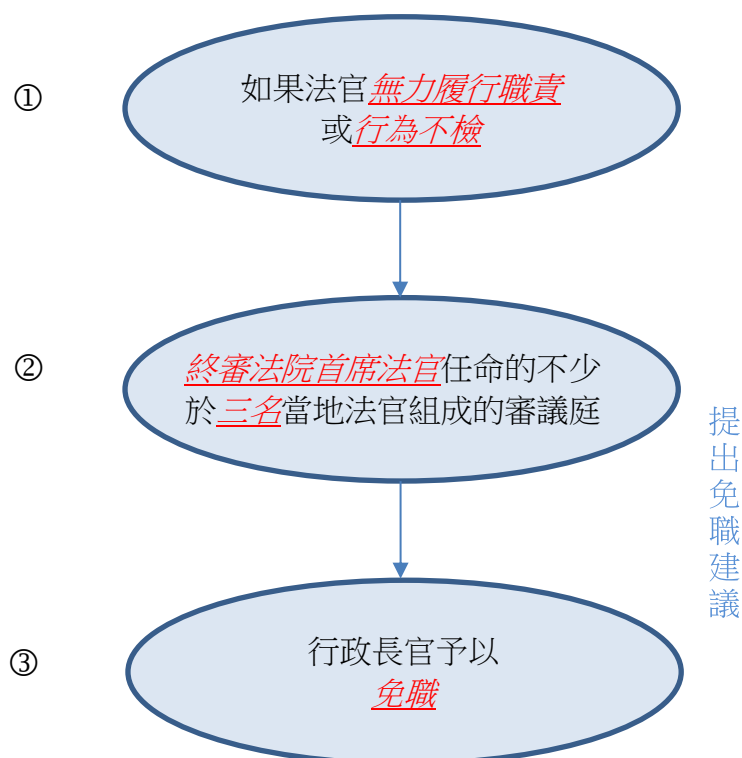 ①
如果法官無力履行職責
或行為不檢
②
終審法院首席法官任命的不少
於三名當地法官組成的審議庭
提出免職建議
③
行政長官予以
免職